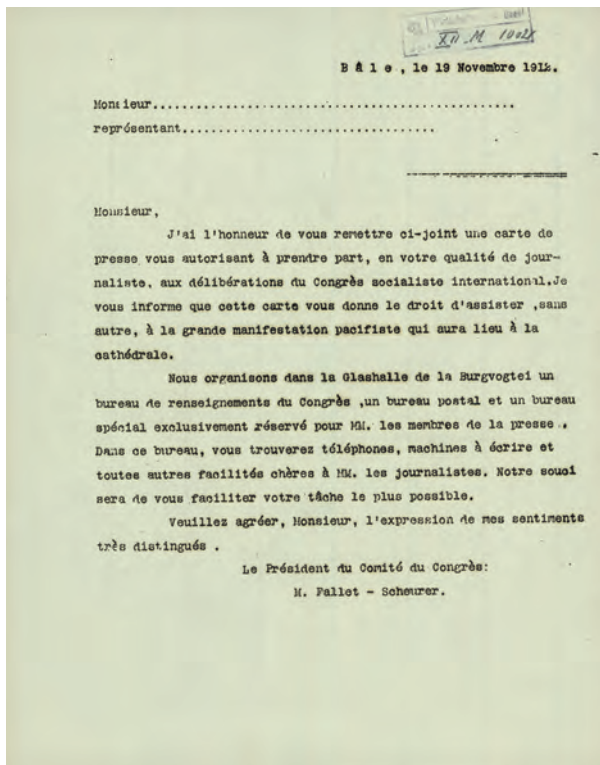 XII. M
Bâle, le 19 Novembre 1912.
Monsieur..................................................
représentant...................................
Monsieur,
J'ai l'honneur de vous remettre ci-joint une carte de
presse vous autorisant à prendre part, en votre qualité de jour-
naliste, aux délibérations du Congrès socialiste international.Je
vous informe que cette carte vous donne le droit d'assister ,sans
autre, à la grande manifestation pacifiste qui aura lieu à la
cathédrale.
Nous organisons dans la Glashalle de la Burgvogtei un
bureau de renseignements du Congrès ,un bureau postal et un bureau
spécial exclusivement réservé pour MM. les membres de la presse .
Dans ce bureau, vous trouverez téléphones, machines à écrire et
toutes autres facilités chères à MM. les journalistes. Notre souci
sera de vous faciliter votre tâche le plus possible.
Veuillez agréer, Monsieur, l'expression de mes sentiments
très distingués .
Le Président du Comité du Congrès:
M. Fallet - Scheurer.